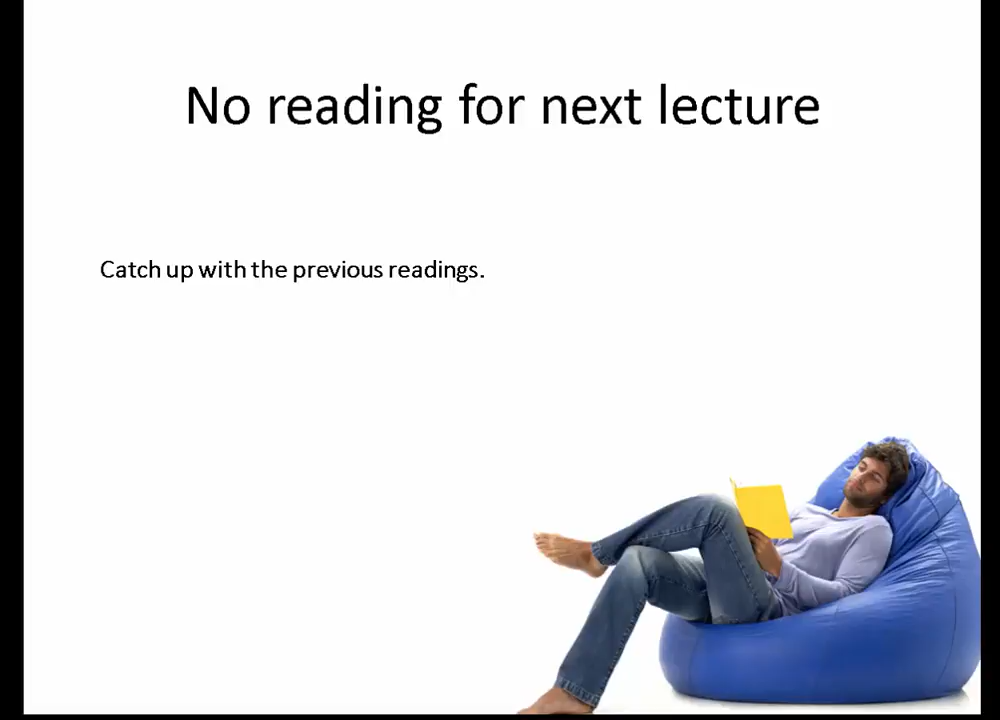 No reading for next lecture
Catch up with the previous readings.